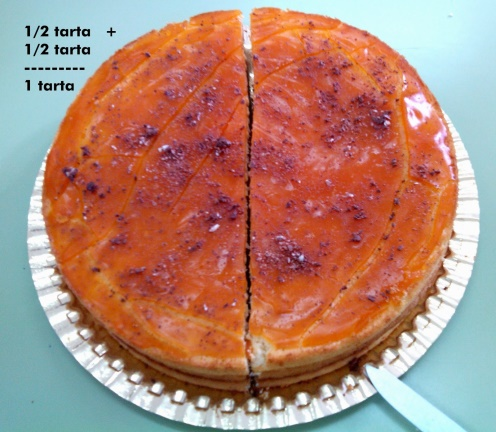 1/2 tarta +
1/2 tarta
---------
1 tarta